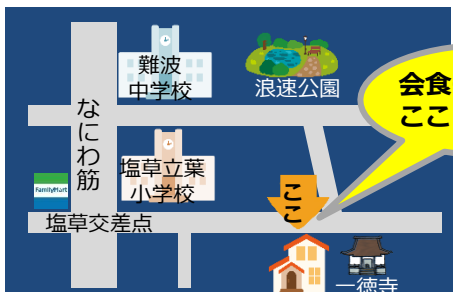 難波
中学校
浪速公園
会食
ここ
なにわ筋
塩草立葉
小学校
FamilyMart
ここ
塩草交差点
一徳寺